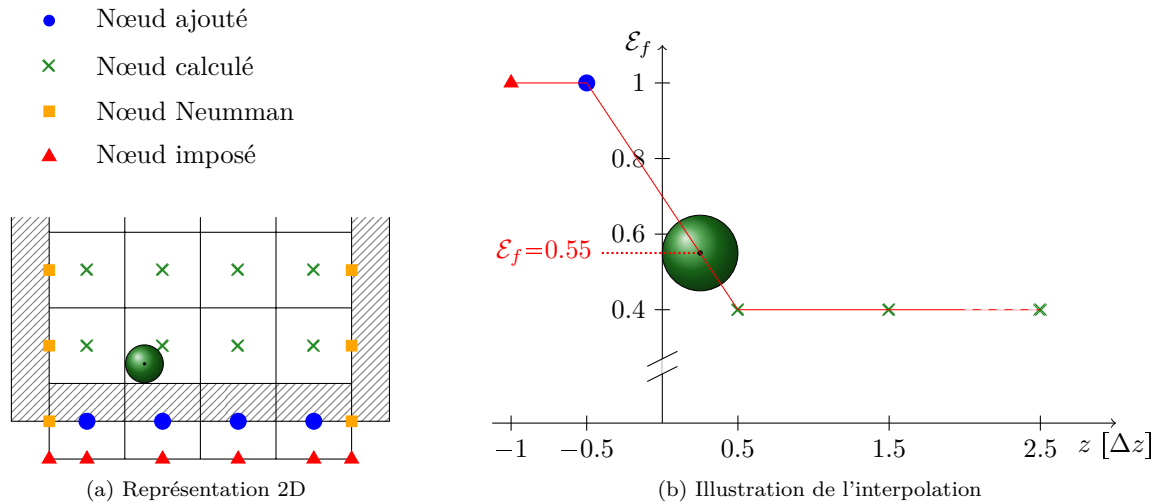 Nœud ajouté
Nœud calculé
Nœud Neumman
Nœud imposé
(a) Représentation 2D
ℰ_f
1
0.8
0.6
ℰ_f=0.55
0.4
−1 −0.5 0.5 1.5 2.5 z [Δz]
(b) Illustration de l'interpolation